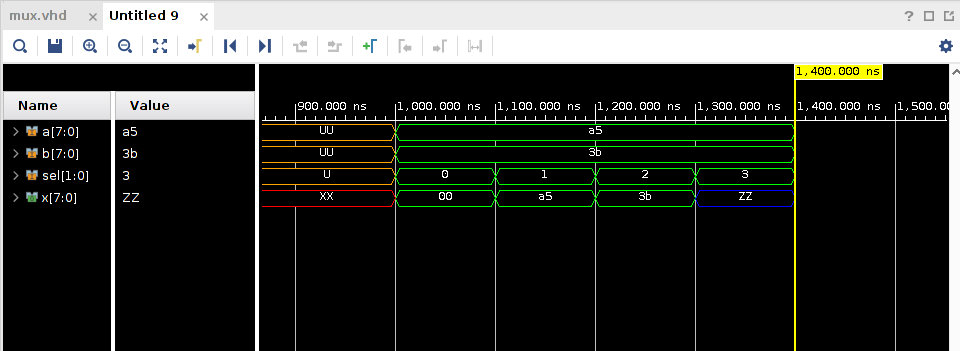 mux.vhd × Untitled 9 ×
?
1,400.000 ns
Name Value
900.000 ns 1,000.000 ns 1,100.000 ns 1,200.000 ns 1,300.000 ns 1,400.000 ns 1,500.00
a[7:0] a5 UU a5
b[7:0] 3b UU 3b
sel[1:0] 3 U 0 1 2 3
x[7:0] ZZ XX 00 a5 3b ZZ